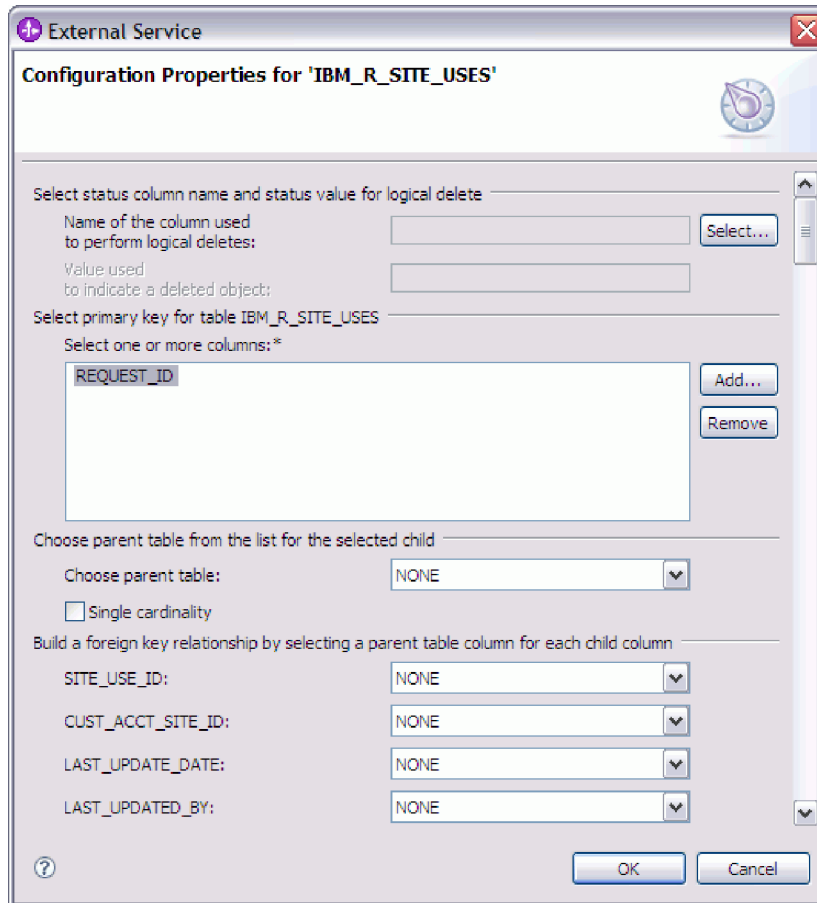 External Service
Configuration Properties for 'IBM_R_SITE_USES'
Select status column name and status value for logical delete
Name of the column used
to perform logical deletes:
Select...
Value used
to indicate a deleted object:
Select primary key for table IBM_R_SITE_USES
Select one or more columns:*
REQUEST_ID
Add...
Remove
Choose parent table from the list for the selected child
Choose parent table: NONE
Single cardinality
Build a foreign key relationship by selecting a parent table column for each child column
SITE_USE_ID: NONE
CUST_ACCT_SITE_ID: NONE
LAST_UPDATE_DATE: NONE
LAST_UPDATED_BY: NONE
? OK Cancel